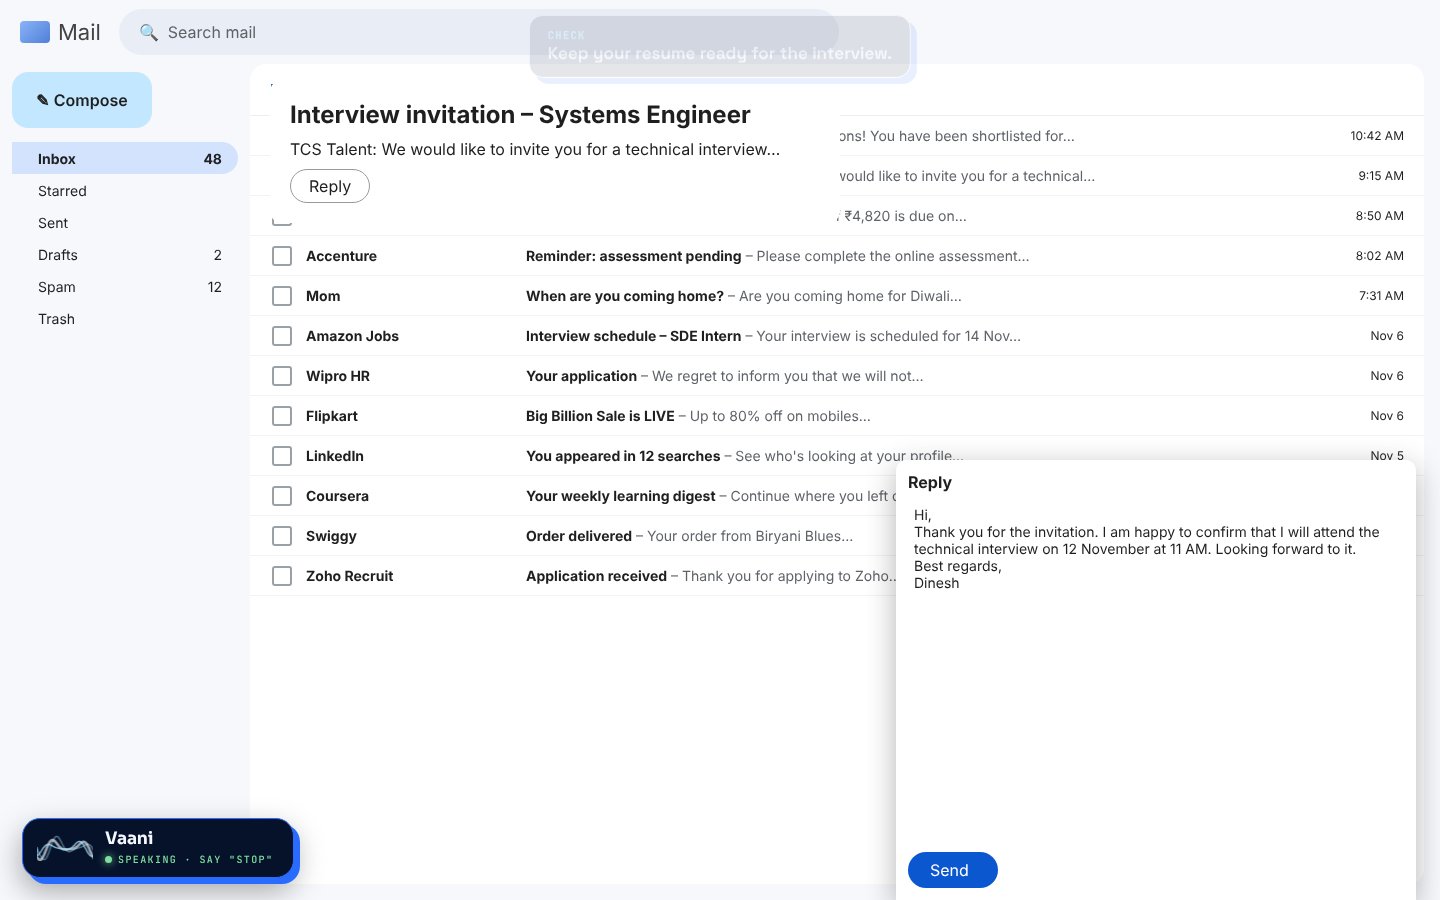 Mail
Search mail
CHECK
Keep your resume ready for the interview.
Compose
Inbox 48
Starred
Sent
Drafts 2
Spam 12
Trash
Interview invitation – Systems Engineer
TCS Talent: We would like to invite you for a technical interview...
Reply
ons! You have been shortlisted for... 10:42 AM
would like to invite you for a technical... 9:15 AM
₹4,820 is due on... 8:50 AM
Accenture Reminder: assessment pending – Please complete the online assessment... 8:02 AM
Mom When are you coming home? – Are you coming home for Diwali... 7:31 AM
Amazon Jobs Interview schedule – SDE Intern – Your interview is scheduled for 14 Nov... Nov 6
Wipro HR Your application – We regret to inform you that we will not... Nov 6
Flipkart Big Billion Sale is LIVE – Up to 80% off on mobiles... Nov 6
LinkedIn You appeared in 12 searches – See who's looking at your profile... Nov 5
Coursera Your weekly learning digest – Continue where you left
Swiggy Order delivered – Your order from Biryani Blues...
Zoho Recruit Application received – Thank you for applying to Zoho...
Reply
Hi,
Thank you for the invitation. I am happy to confirm that I will attend the
technical interview on 12 November at 11 AM. Looking forward to it.
Best regards,
Dinesh
Send
Vaani
SPEAKING · SAY "STOP"